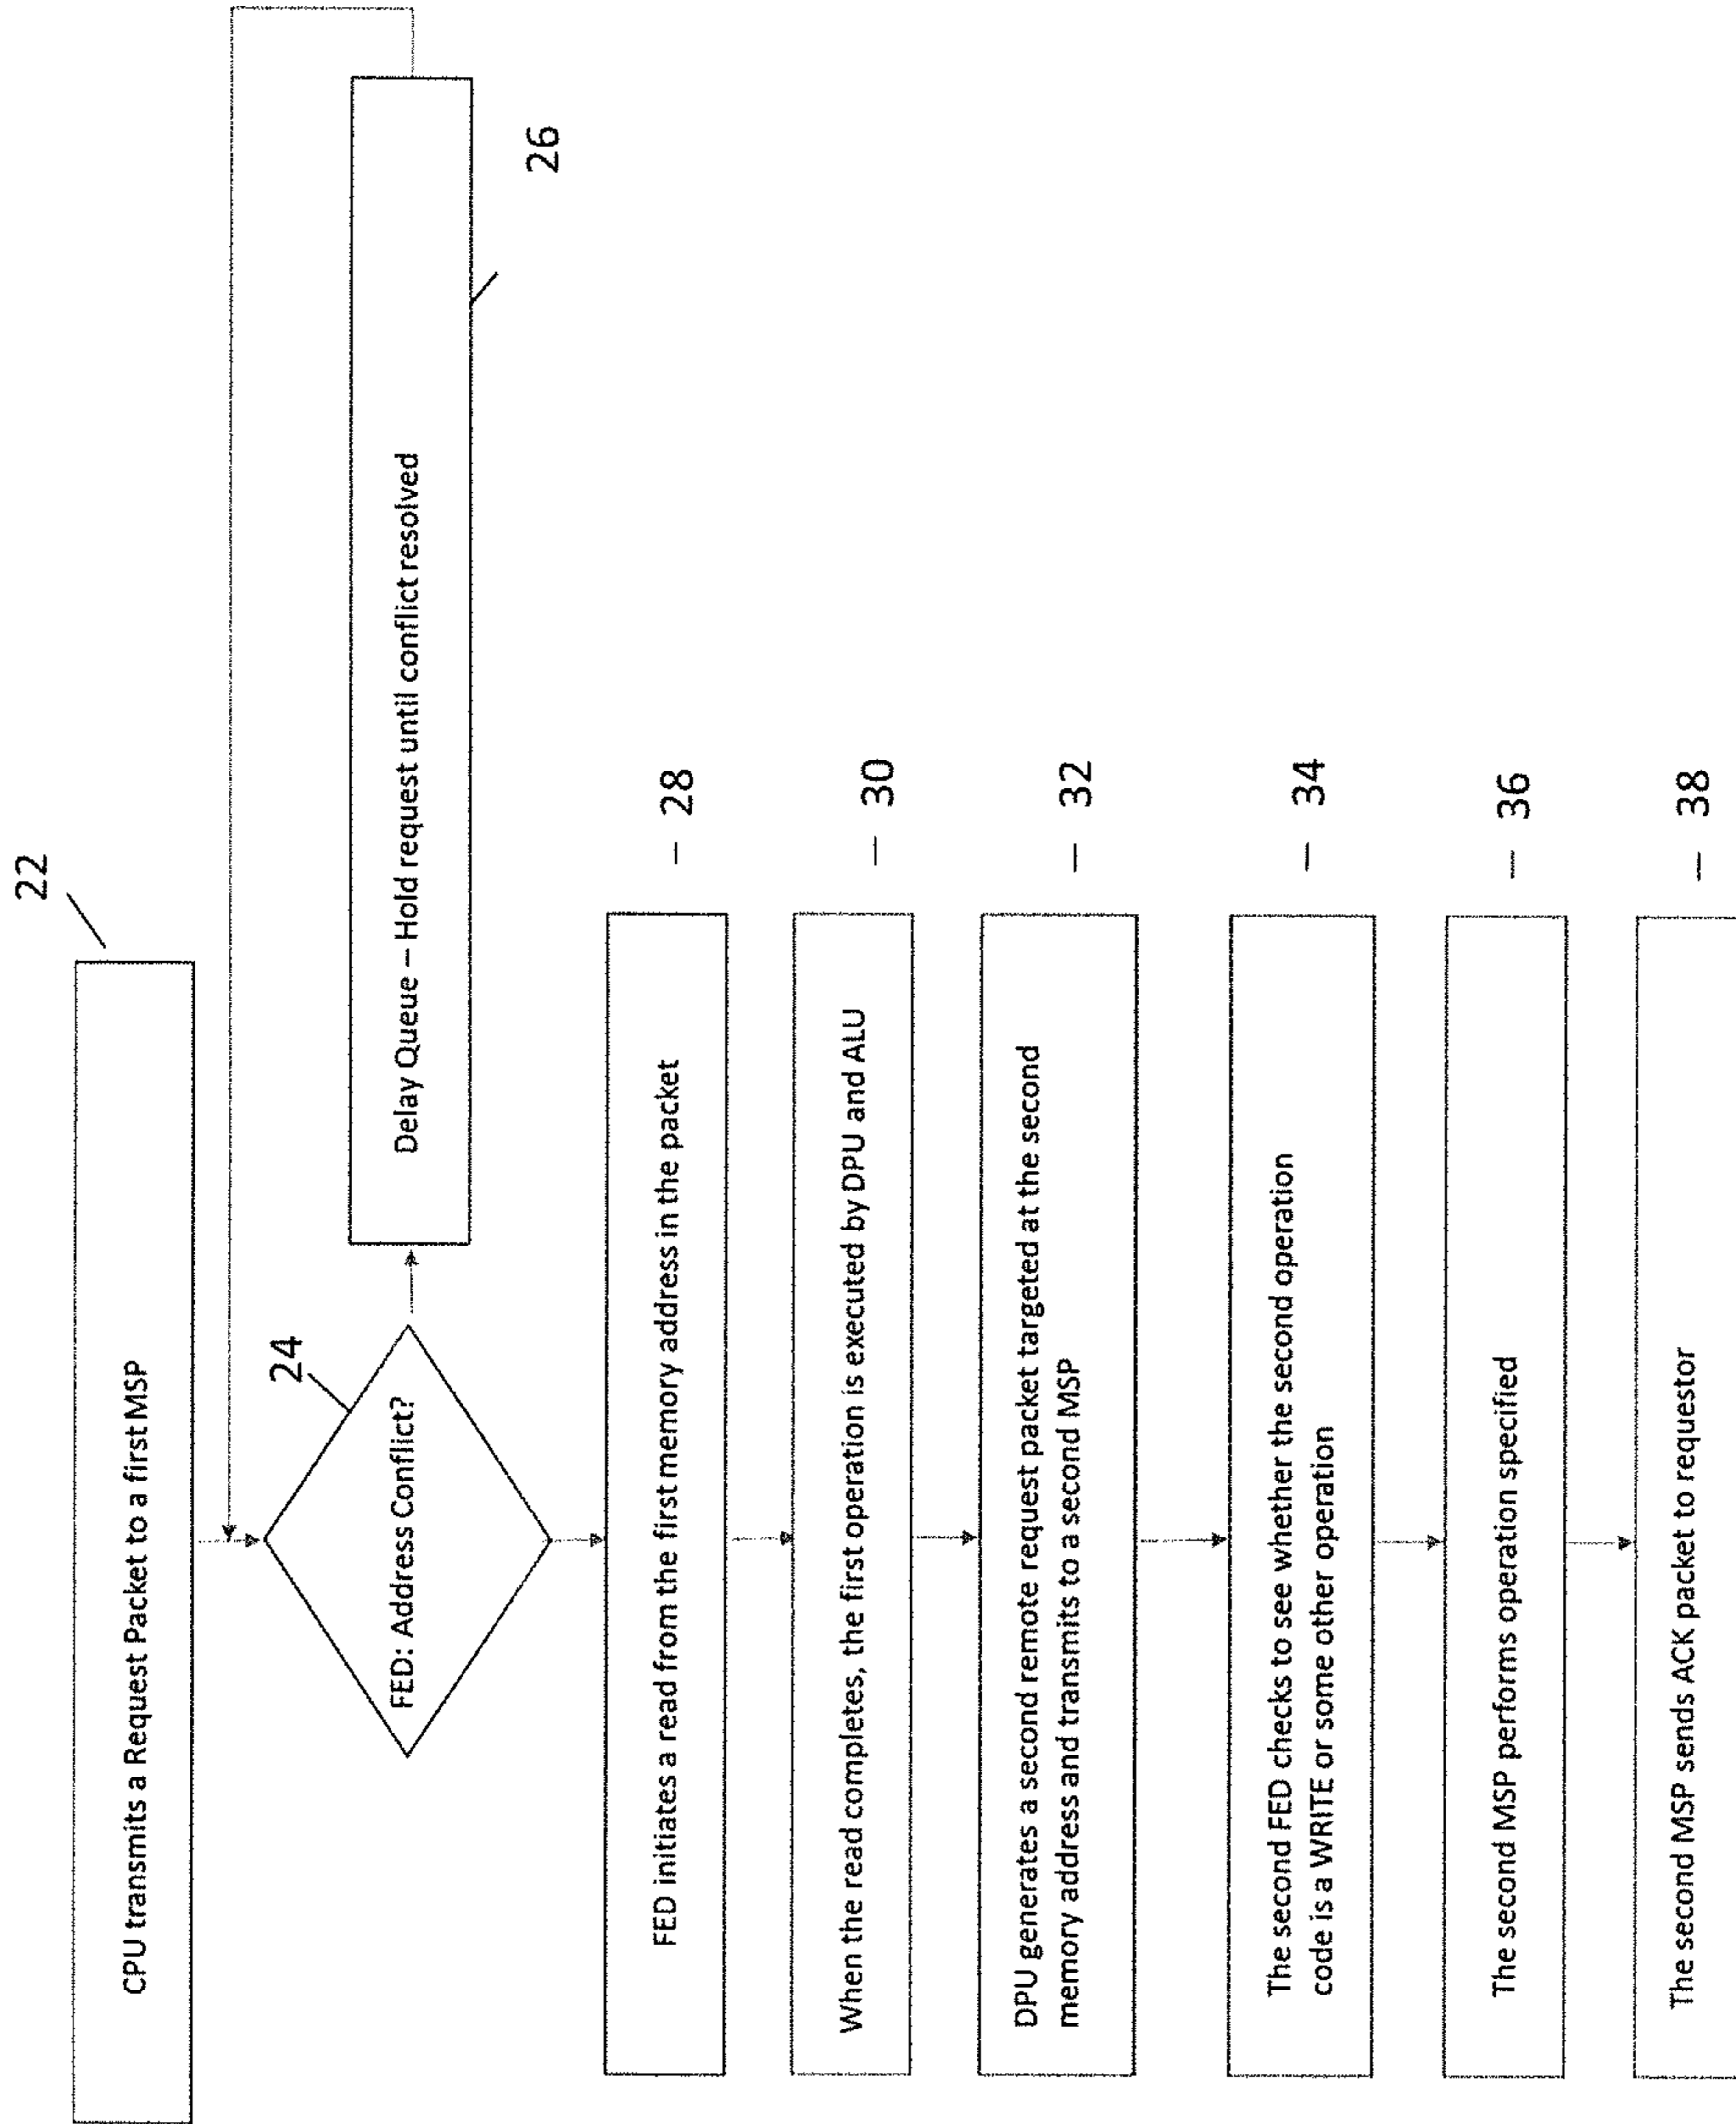 22
CPU transmits a Request Packet to a first MSP
24
FED: Address Conflict?
Delay Queue – Hold request until conflict resolved
26
FED initiates a read from the first memory address in the packet
– 28
When the read completes, the first operation is executed by DPU and ALU
– 30
DPU generates a second remote request packet targeted at the second
memory address and transmits to a second MSP
– 32
The second FED checks to see whether the second operation
code is a WRITE or some other operation
– 34
The second MSP performs operation specified
– 36
The second MSP sends ACK packet to requestor
– 38